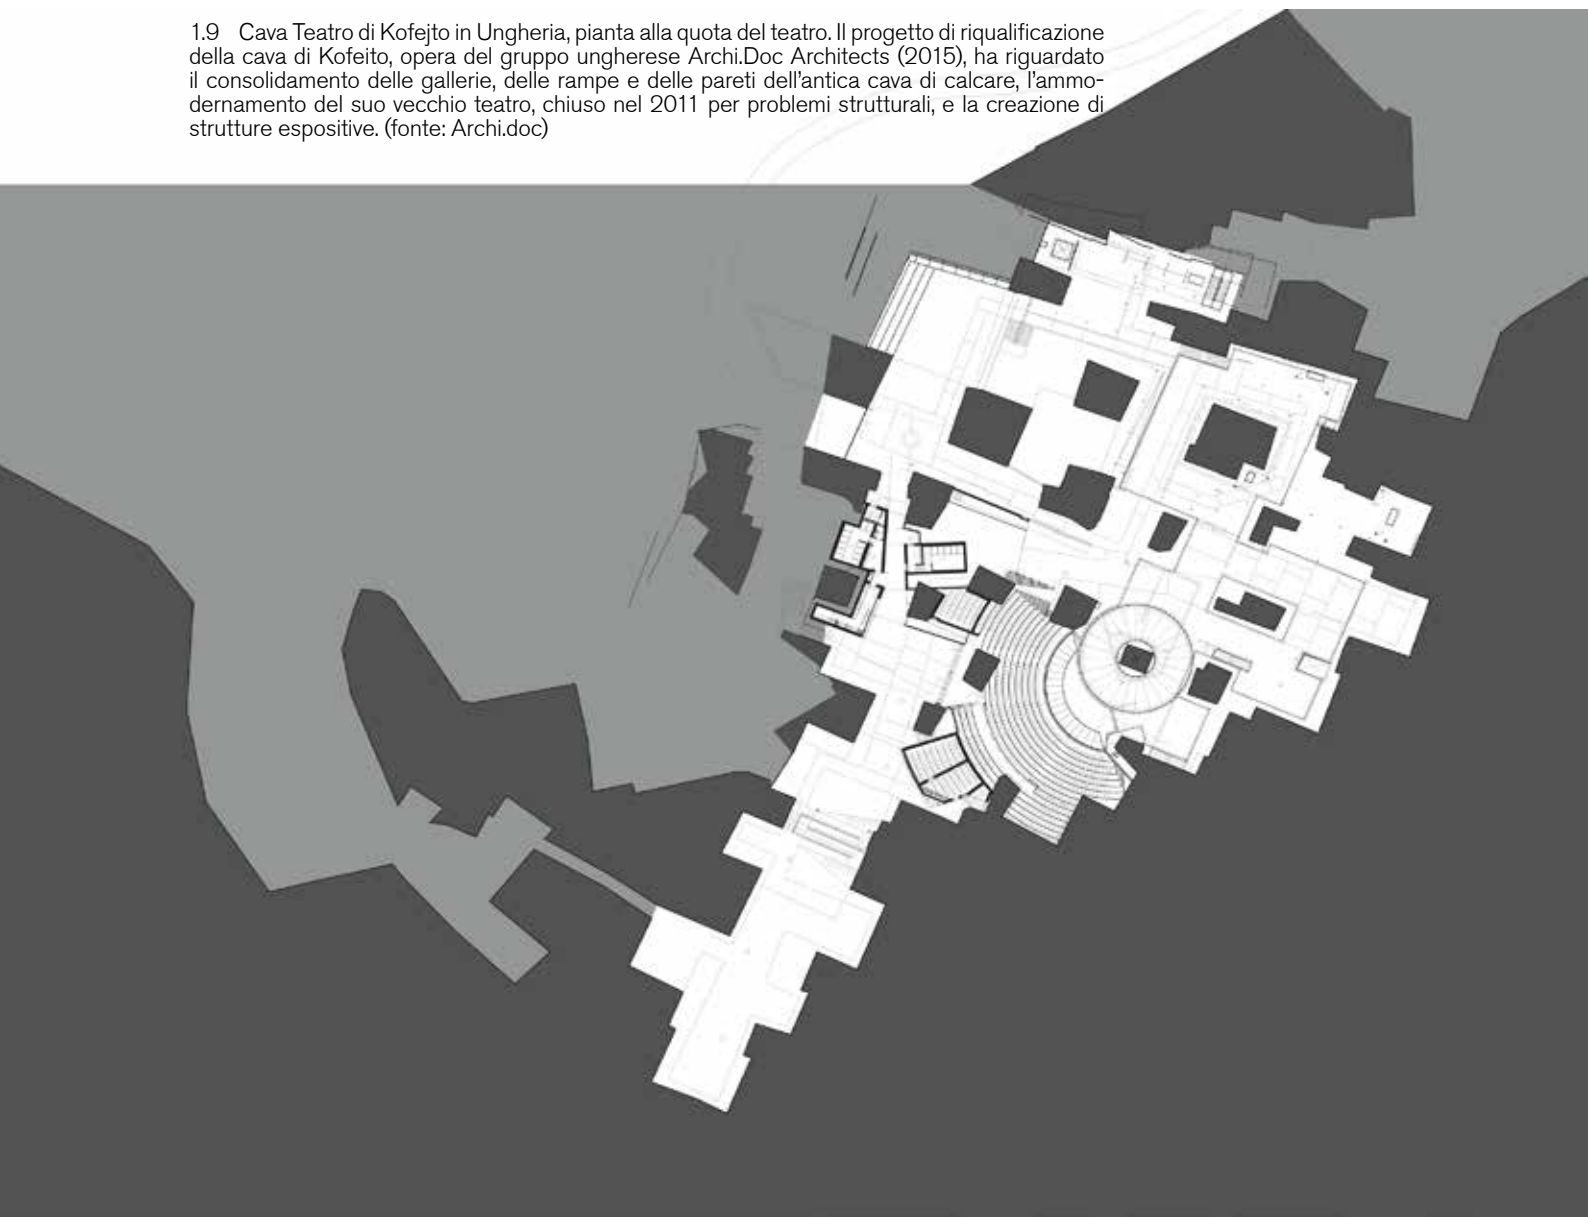 1.9 Cava Teatro di Kofejto in Ungheria, pianta alla quota del teatro. Il progetto di riqualificazione
della cava di Kofeito, opera del gruppo ungherese Archi.Doc Architects (2015), ha riguardato
il consolidamento delle gallerie, delle rampe e delle pareti dell'antica cava di calcare, l'ammo-
dernamento del suo vecchio teatro, chiuso nel 2011 per problemi strutturali, e la creazione di
strutture espositive. (fonte: Archi.doc)